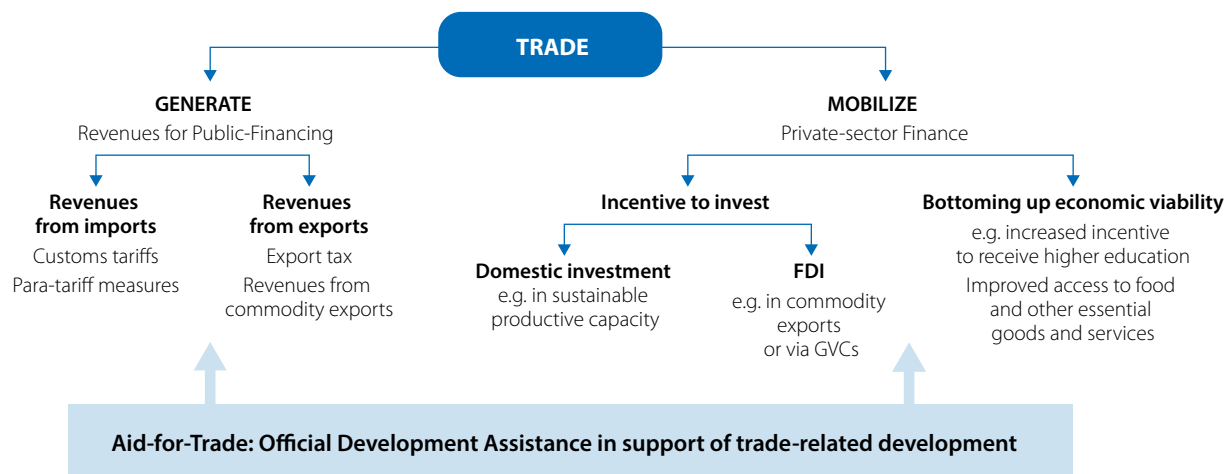 TRADE
GENERATE
Revenues for Public-Financing
MOBILIZE
Private-sector Finance
Revenues
from imports
Customs tariffs
Para-tariff measures
Revenues
from exports
Export tax
Revenues from
commodity exports
Incentive to invest
Domestic investment
e.g. in sustainable
productive capacity
FDI
e.g. in commodity
exports
or via GVCs
Bottoming up economic viability
e.g. increased incentive
to receive higher education
Improved access to food
and other essential
goods and services
Aid-for-Trade: Official Development Assistance in support of trade-related development